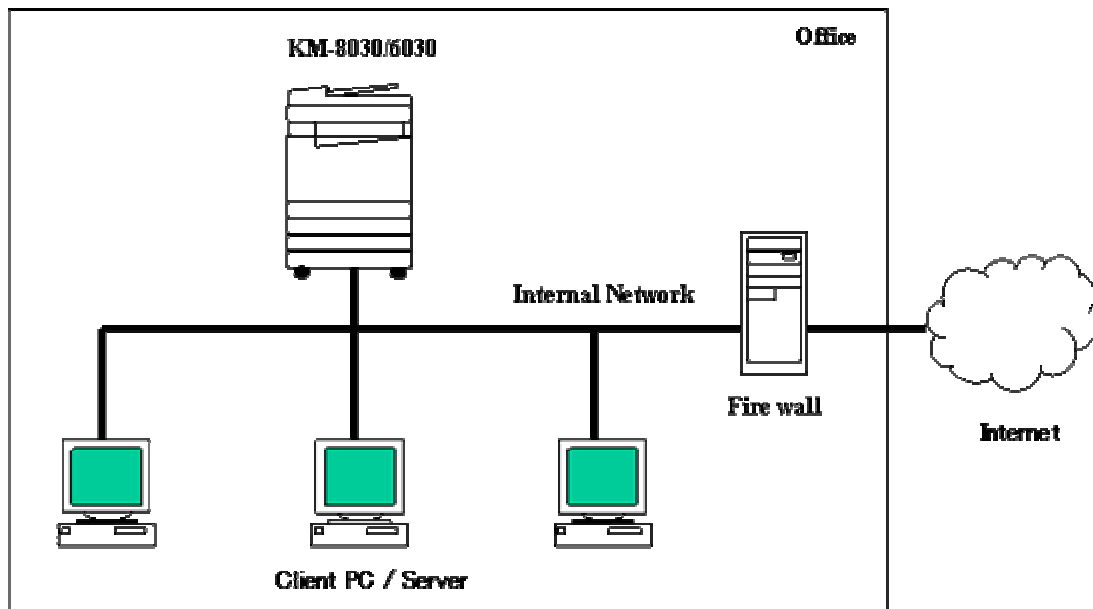 Office
KM-8030/6030
Internal Network
Fire wall
Internet
Client PC / Server